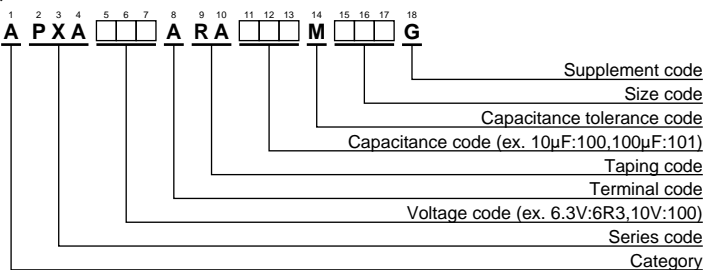 1 2 3 4 5 6 7 8 9 10 11 12 13 14 15 16 17 18
A PXA □□□ A RA □□□ M □□□ G
Supplement code
Size code
Capacitance tolerance code
Capacitance code (ex. 10µF:100,100µF:101)
Taping code
Terminal code
Voltage code (ex. 6.3V:6R3,10V:100)
Series code
Category